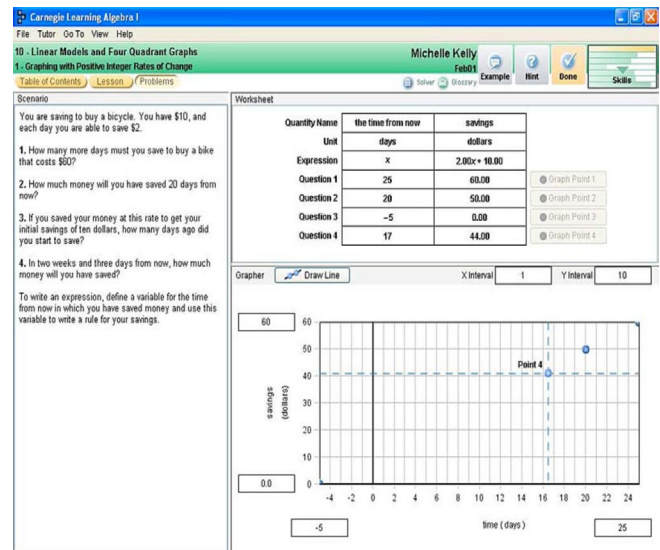 Carnegie Learning Algebra I
File Tutor Go To View Help
10 - Linear Models and Four Quadrant Graphs
1 - Graphing with Positive Integer Rates of Change
Michelle Kelly
Feb01
Table of Contents
Lesson
Problems
Solver
Glossary
Example
Hint
Done
Skills
Scenario
You are saving to buy a bicycle. You have $10, and
each day you are able to save $2.
1. How many more days must you save to buy a bike
that costs $60?
2. How much money will you have saved 20 days from
now?
3. If you saved your money at this rate to get your
initial savings of ten dollars, how many days ago did
you start to save?
4. In two weeks and three days from now, how much
money will you have saved?
To write an expression, define a variable for the time
from now in which you have saved money and use this
variable to write a rule for your savings.
Worksheet
Quantity Name the time from now savings
Unit days dollars
Expression x 2.00x + 10.00
Question 1 25 60.00 Graph Point 1
Question 2 20 50.00 Graph Point 2
Question 3 -5 0.00 Graph Point 3
Question 4 17 44.00 Graph Point 4
Grapher Draw Line X Interval 1 Y Interval 10
60
60
50
40
30
20
10
0
savings
(dollars)
0.0
Point 4
-4 -2 0 2 4 6 8 10 12 14 16 18 20 22 24
-5
time (days)
25